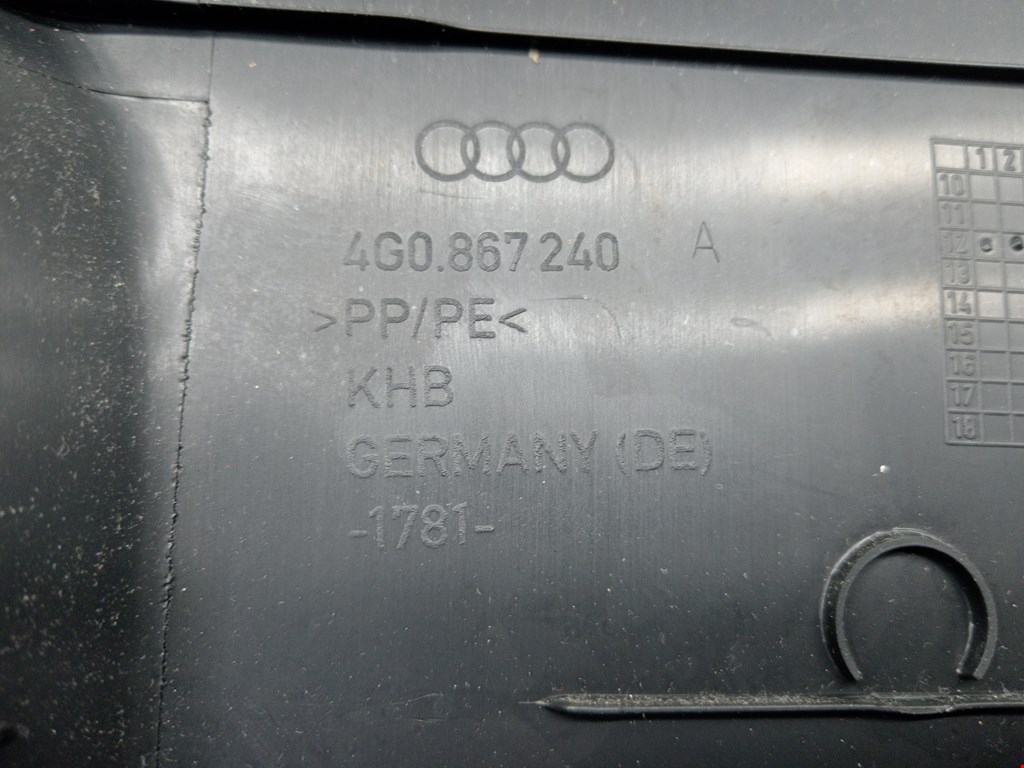 4G0.867 240 A
>PP/PE<
KHB
GERMANY (DE)
-1781-
1 2
10
11
12
13
14
15
16
17
18